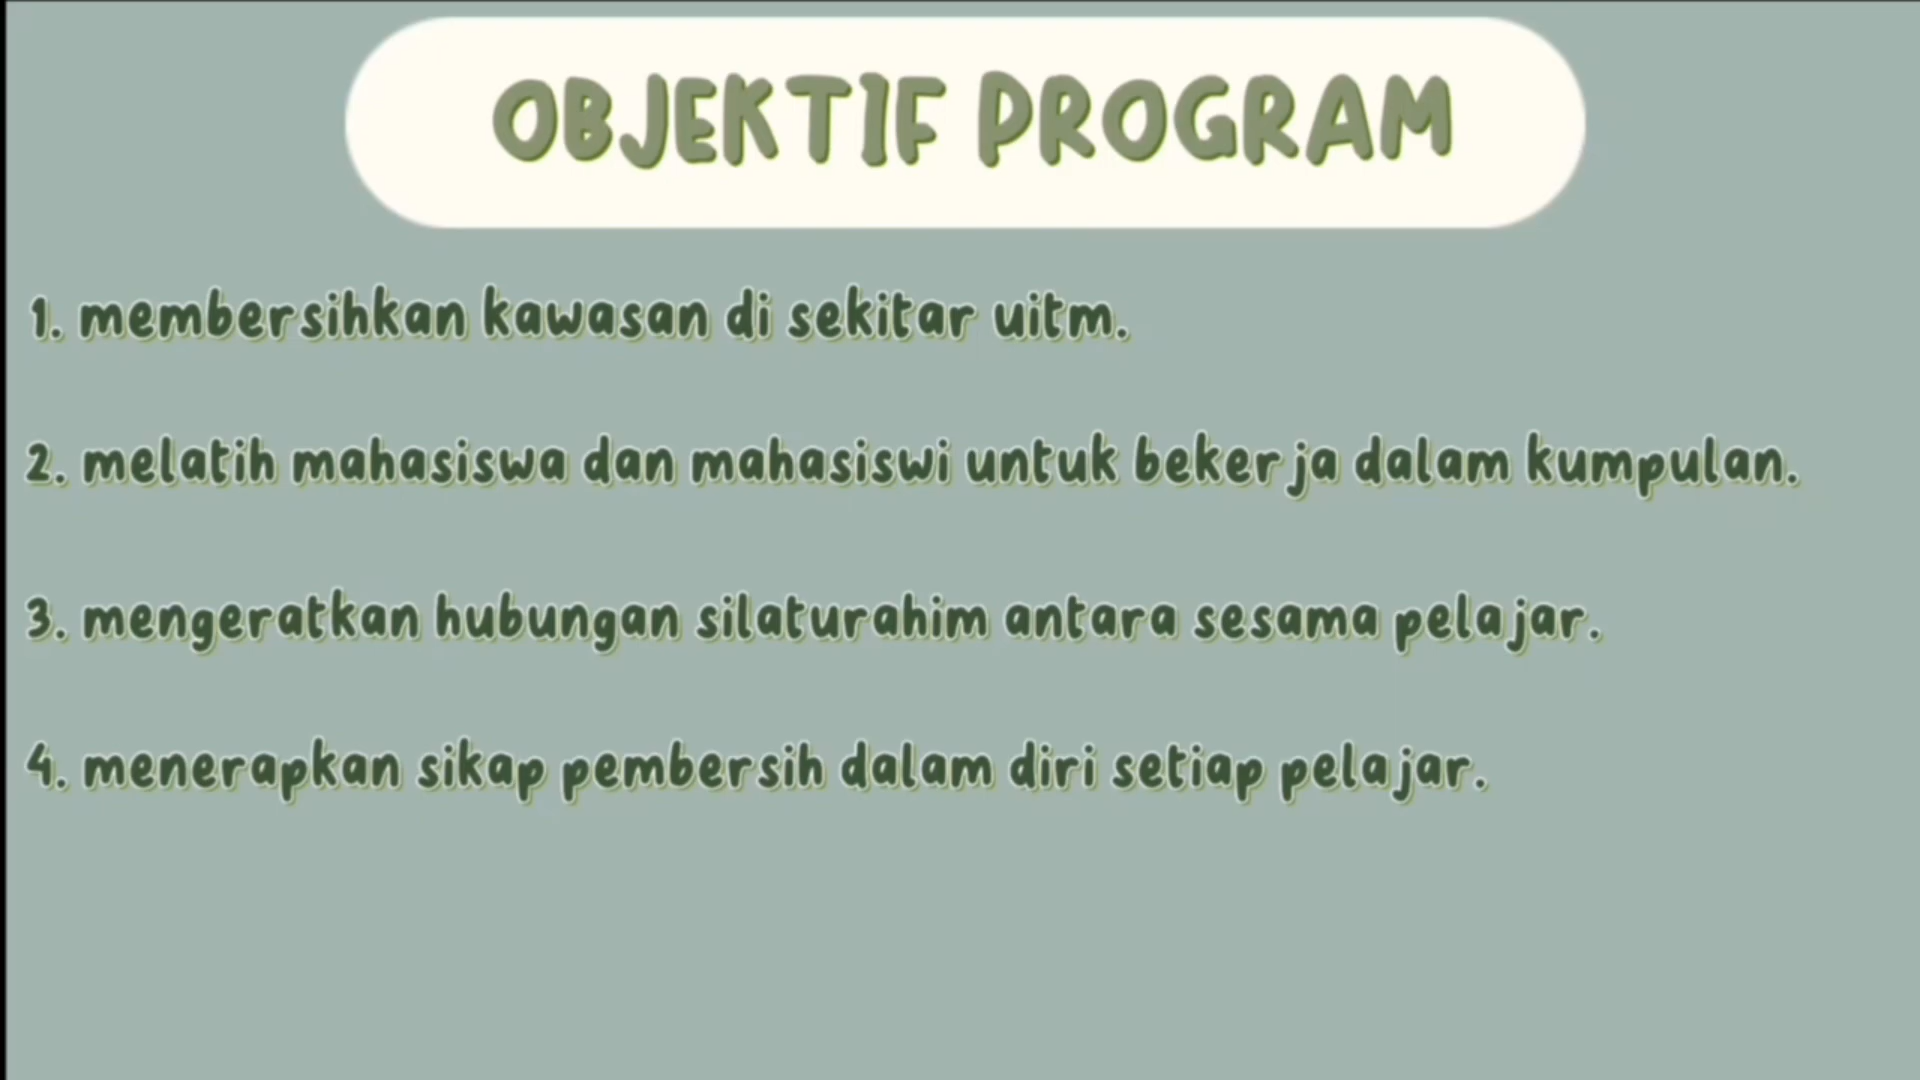 OBJEKTIF PROGRAM
1. membersihkan kawasan di sekitar uitm.
2. melatih mahasiswa dan mahasiswi untuk bekerja dalam kumpulan.
3. mengeratkan hubungan silaturahim antara sesama pelajar.
4. menerapkan sikap pembersih dalam diri setiap pelajar.